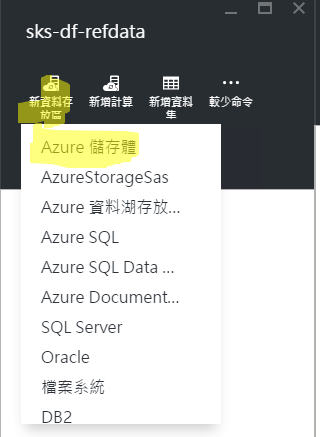 sks-df-refdata
新資料存
放區
新增計算
新增資料
集
較少命令
Azure 儲存體
AzureStorageSas
Azure 資料湖存放...
Azure SQL
Azure SQL Data ...
Azure Document...
SQL Server
Oracle
檔案系統
DB2